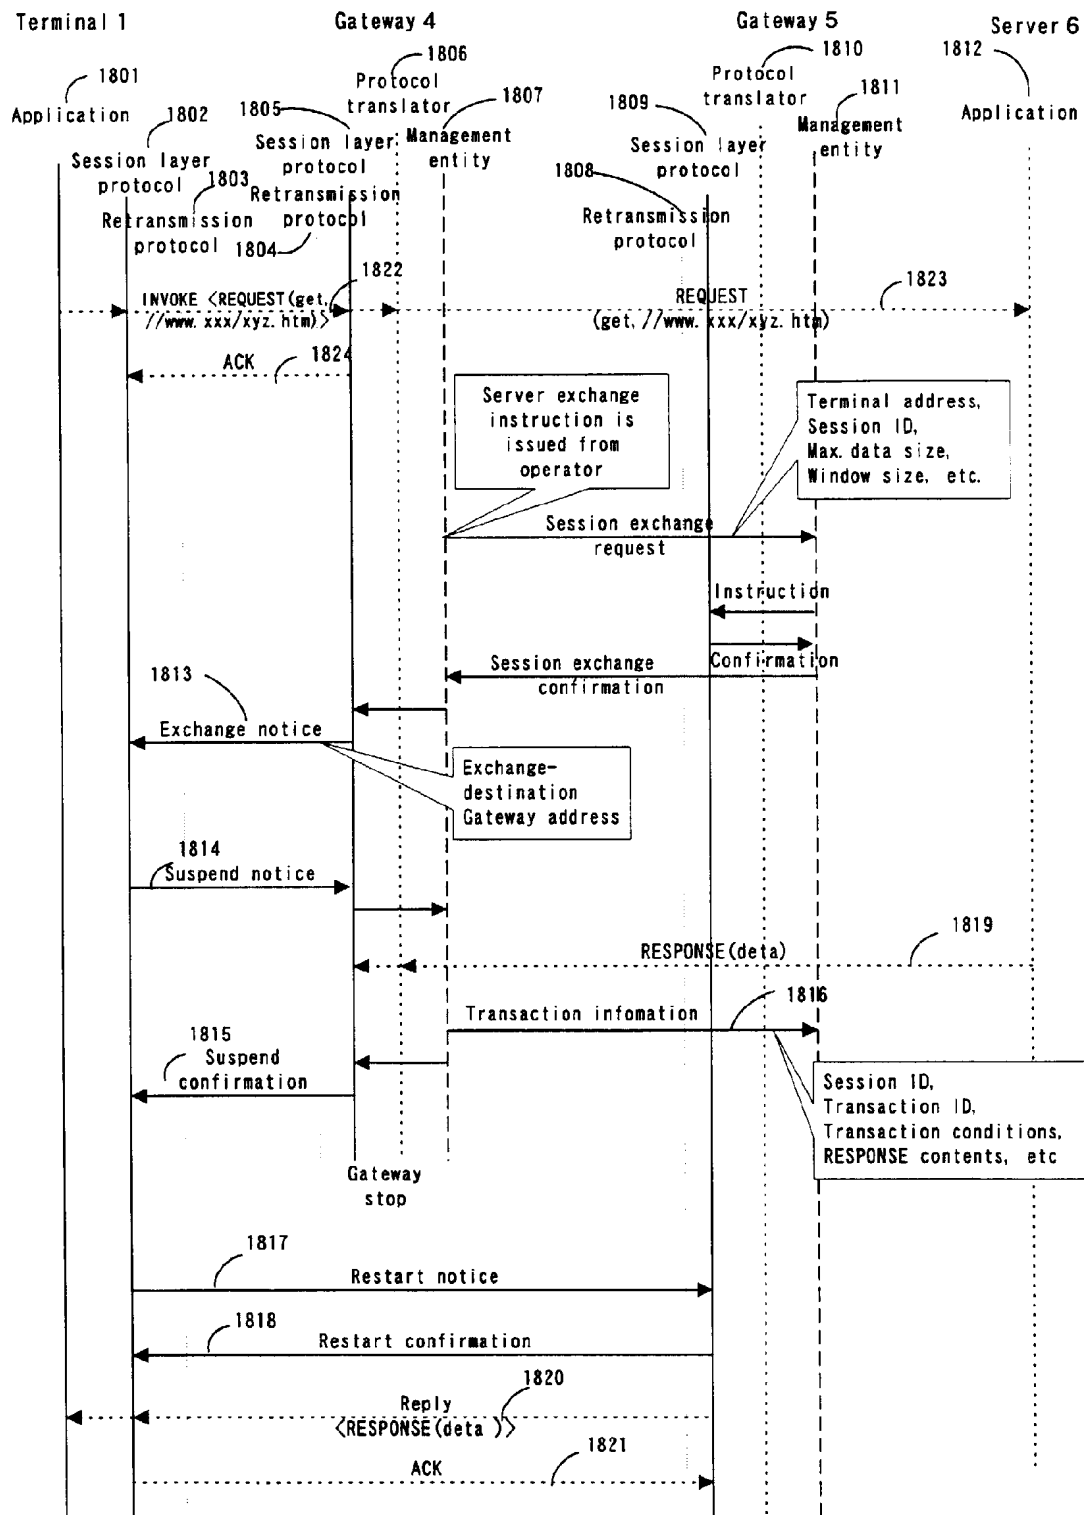 Terminal 1
Gateway 4
Gateway 5
Server 6
1801
Application
1802
Session layer
protocol
1803
Retransmission
protocol
1804
1805
Session layer
protocol
Retransmission
protocol
1806
Protocol
translator
1807
Management
entity
1808
Retransmission
protocol
1809
Session layer
protocol
1810
Protocol
translator
1811
Management
entity
1812
Application
1822
INVOKE <REQUEST(get,
//www.xxx/xyz.htm)>
1823
REQUEST
(get,//www.xxx/xyz.htm)
ACK
1824
Server exchange
instruction is
issued from
operator
Terminal address,
Session ID,
Max. data size,
Window size, etc.
Session exchange
request
Instruction
Confirmation
Session exchange
confirmation
1813
Exchange notice
Exchange-
destination
Gateway address
1814
Suspend notice
1819
RESPONSE(deta)
1816
Transaction infomation
1815
Suspend
confirmation
Session ID,
Transaction ID,
Transaction conditions,
RESPONSE contents, etc
Gateway
stop
1817
Restart notice
1818
Restart confirmation
1820
Reply
<RESPONSE(deta )>
1821
ACK